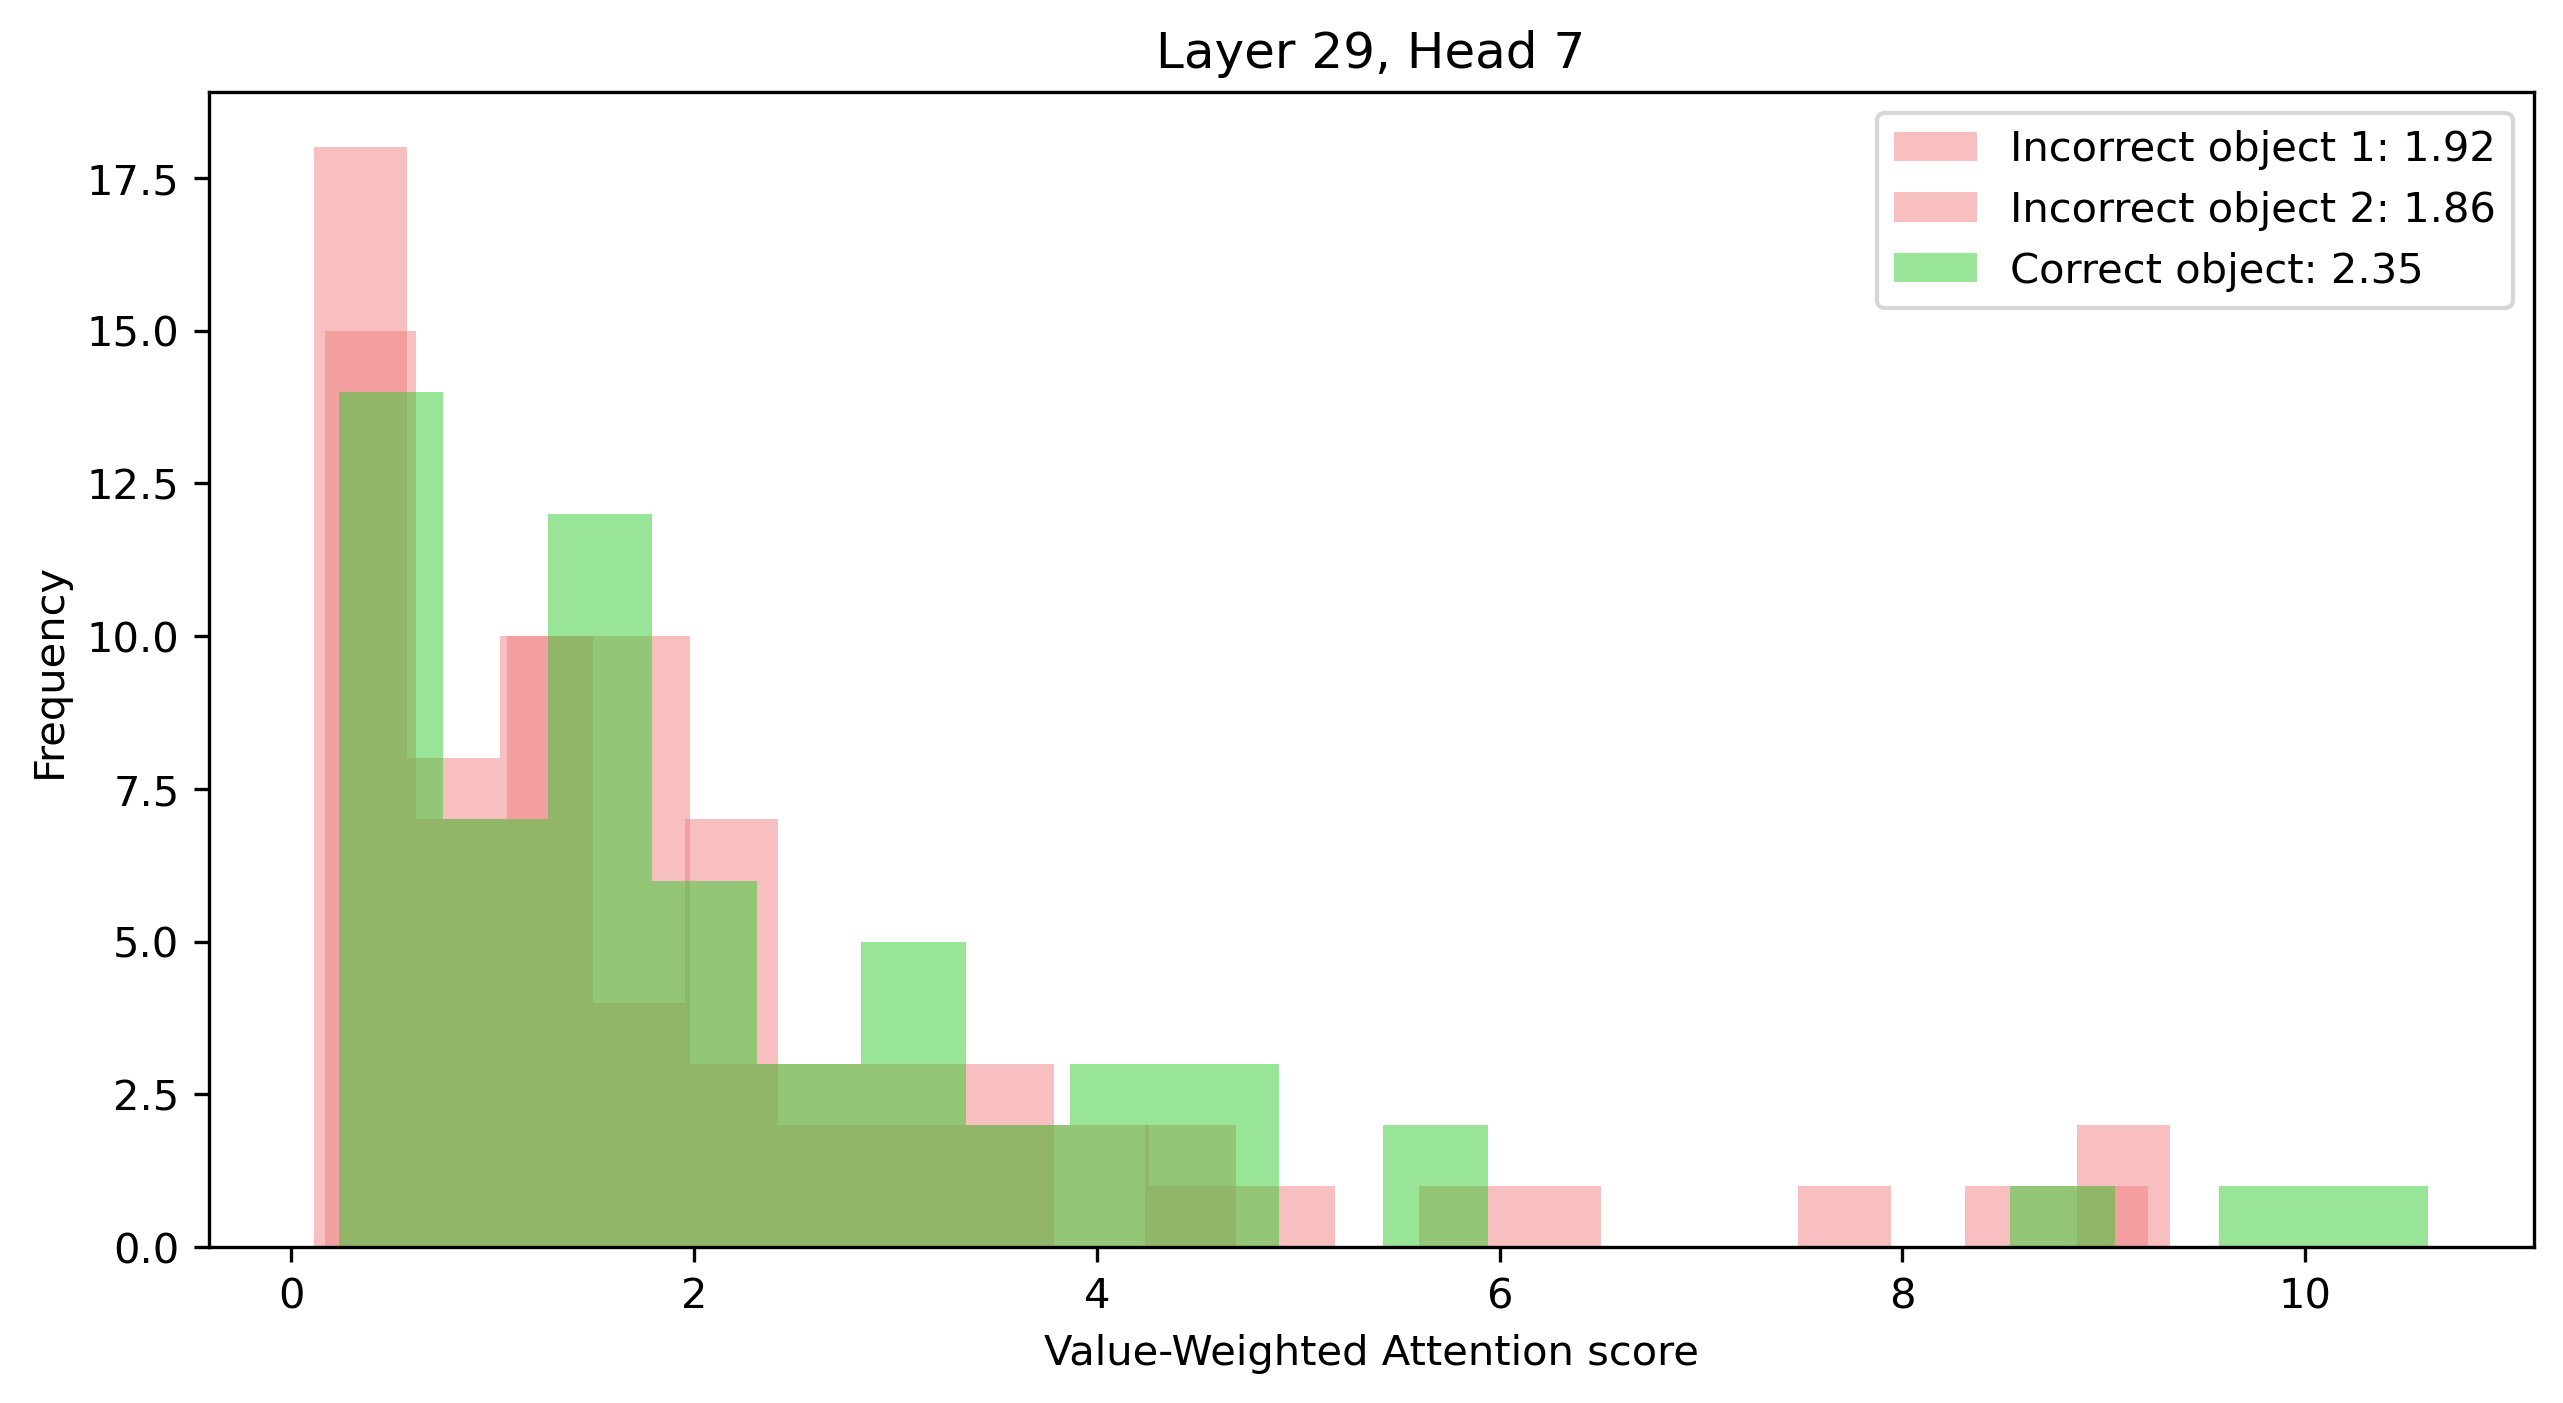 Layer 29, Head 7
Incorrect object 1: 1.92
Incorrect object 2: 1.86
Correct object: 2.35
Frequency
17.5
15.0
12.5
10.0
7.5
5.0
2.5
0.0
0 2 4 6 8 10
Value-Weighted Attention score